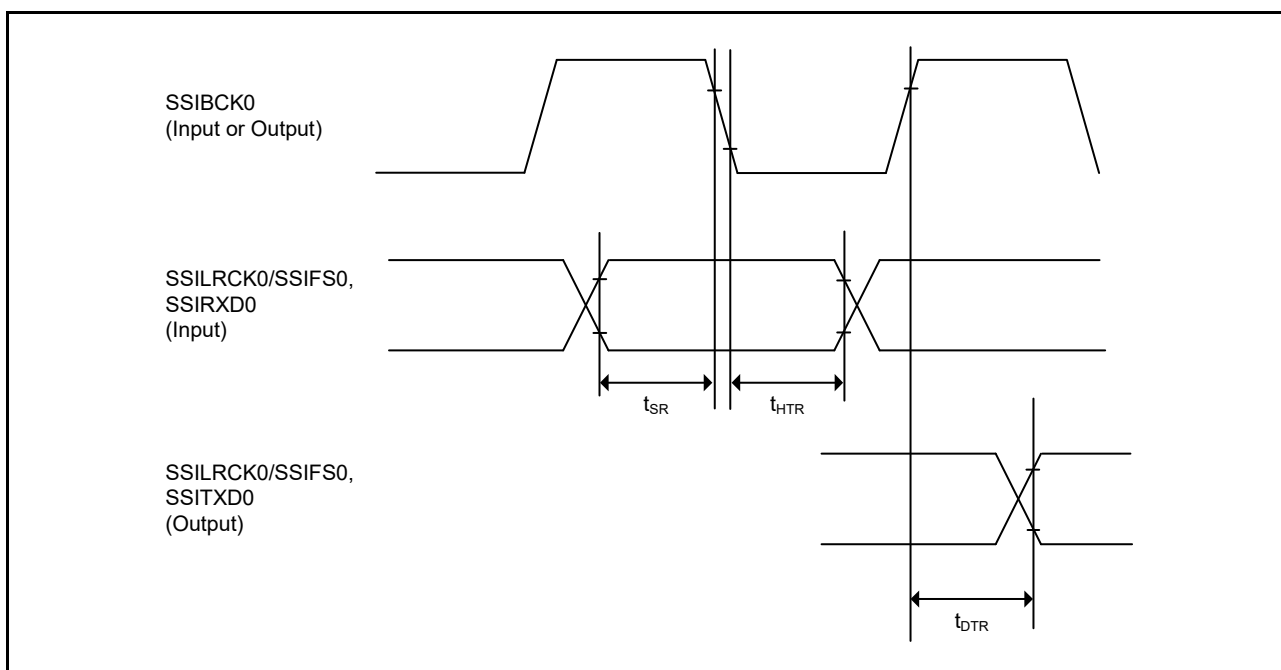 SSIBCK0
(Input or Output)
SSILRCK0/SSIFS0,
SSIRXD0
(Input)
tSR
tHTR
SSILRCK0/SSIFS0,
SSITXD0
(Output)
tDTR